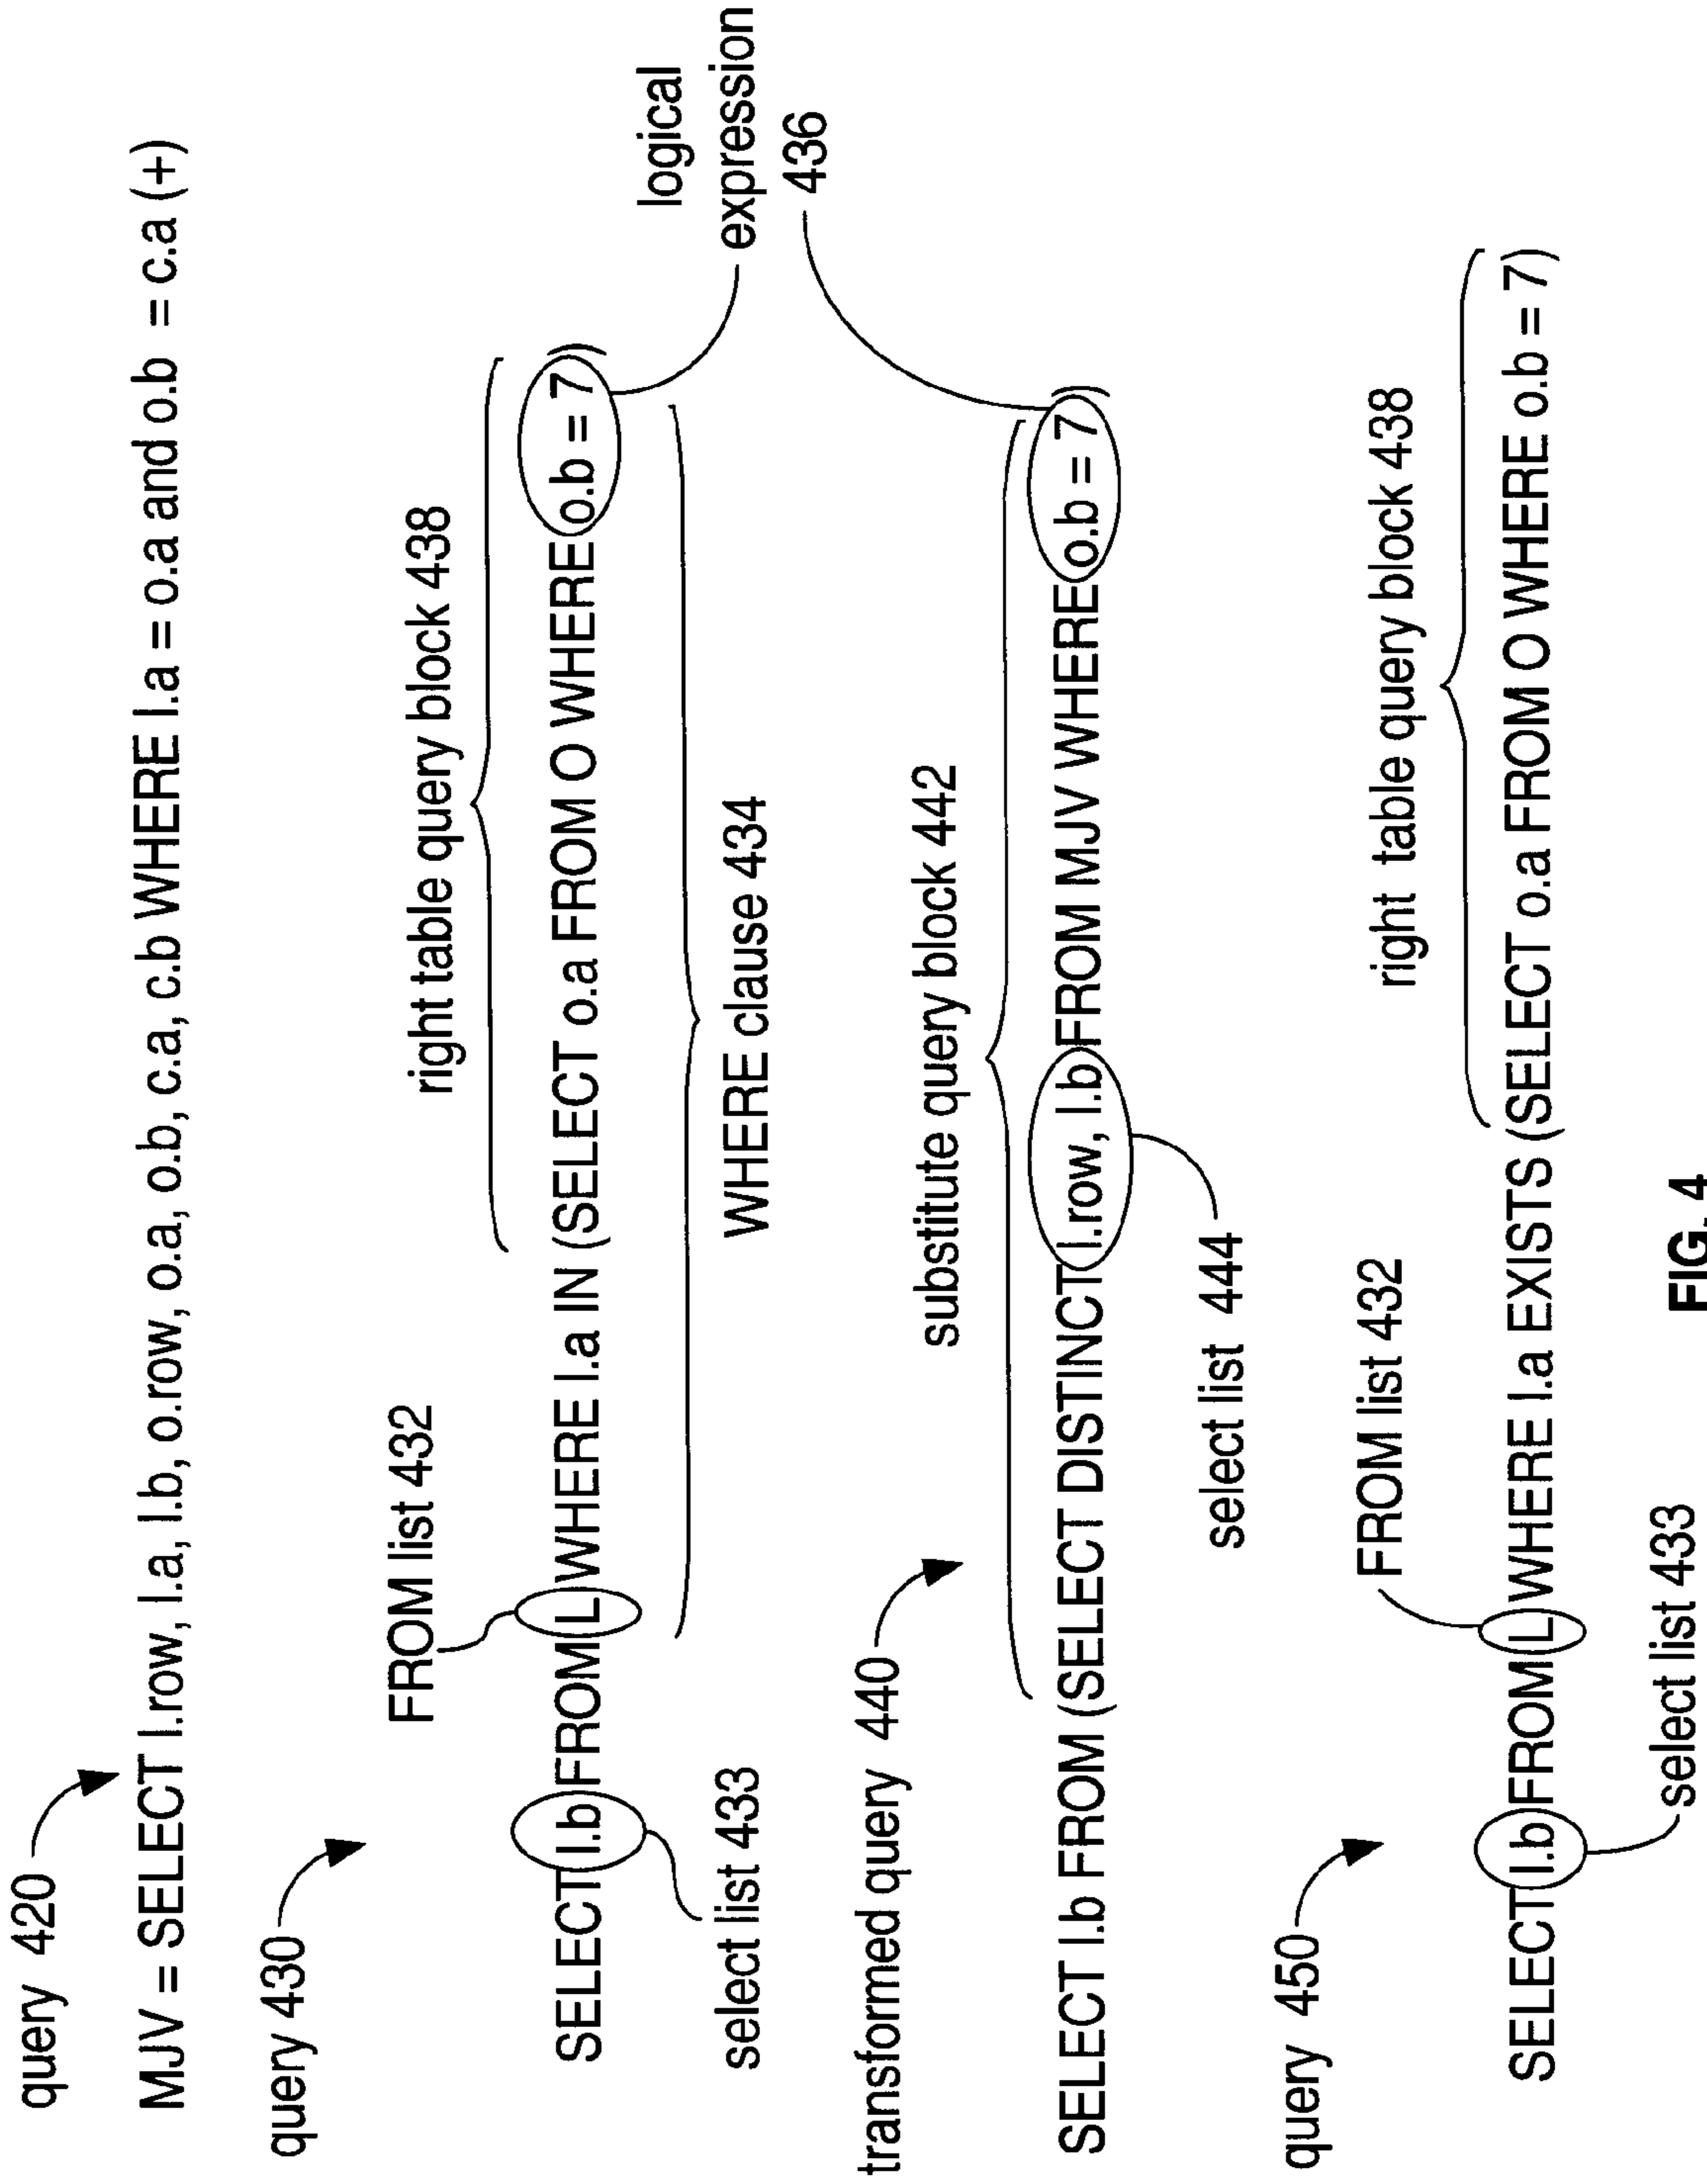 query 420
MJV = SELECT l.row, l.a, l.b, o.row, o.a, o.b, c.a, c.b WHERE l.a = o.a and o.b = c.a (+)
query 430
FROM list 432
right table query block 438
SELECT l.b FROM L WHERE l.a IN (SELECT o.a FROM O WHERE o.b = 7)
select list 433
WHERE clause 434
logical
expression
436
transformed query 440
substitute query block 442
SELECT l.b FROM (SELECT DISTINCT l.row, l.b FROM MJV WHERE o.b = 7)
select list 444
query 450
FROM list 432
right table query block 438
SELECT l.b FROM L WHERE l.a EXISTS (SELECT o.a FROM O WHERE o.b = 7)
select list 433
FIG. 4